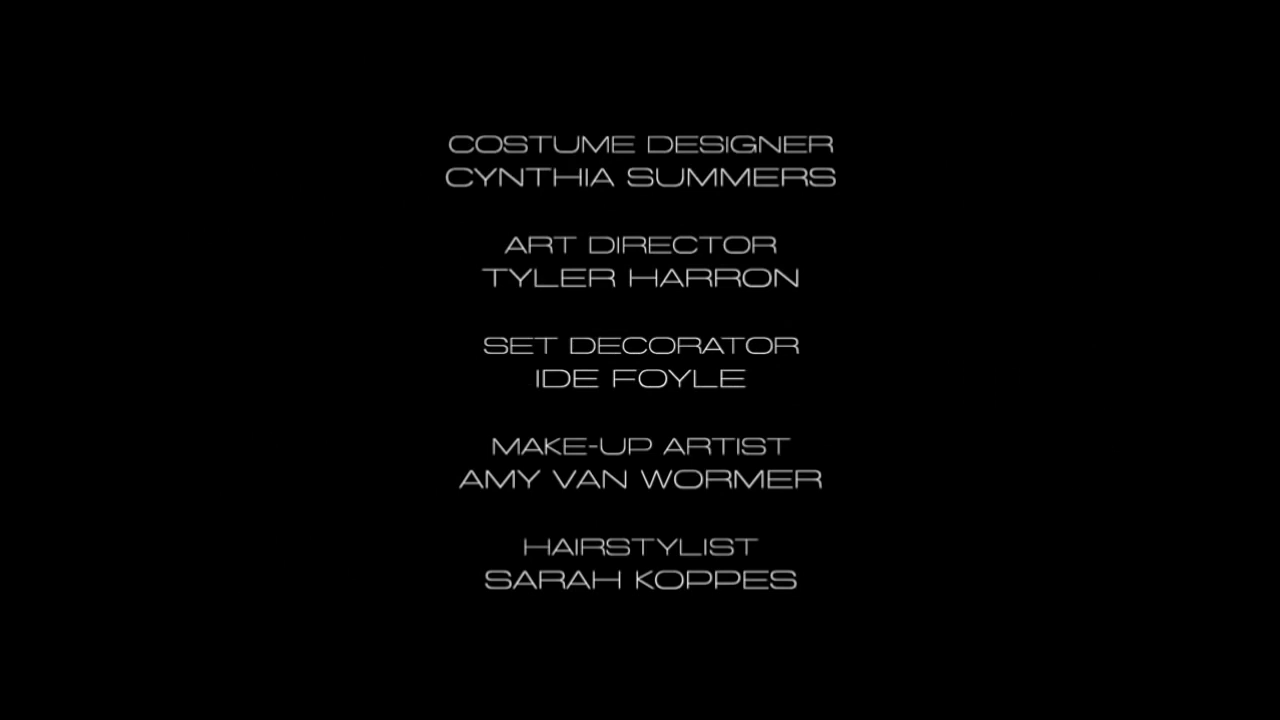 COSTUME DESIGNER
CYNTHIA SUMMERS
ART DIRECTOR
TYLER HARRON
SET DECORATOR
IDE FOYLE
MAKE-UP ARTIST
AMY VAN WORMER
HAIRSTYLIST
SARAH KOPPES